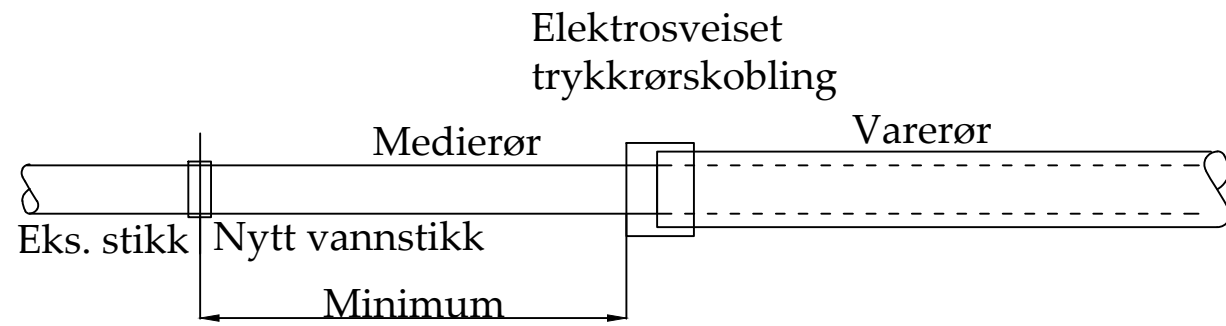 Elektrosveiset
trykkrørskobling
Medierør
Varerør
Eks. stikk
Nytt vannstikk
Minimum